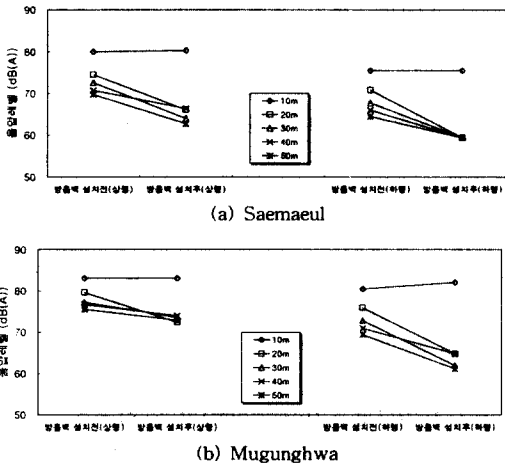 90
80
70
60
50
음압레벨 (dB(A))
10m
20m
30m
40m
50m
방음벽 설치전(상행) 방음벽 설치후(상행) 방음벽 설치전(하행) 방음벽 설치후(하행)
(a) Saemaeul
90
80
70
60
50
음압레벨 (dB(A))
10m
20m
30m
40m
50m
방음벽 설치전(상행) 방음벽 설치후(상행) 방음벽 설치전(하행) 방음벽 설치후(하행)
(b) Mugunghwa